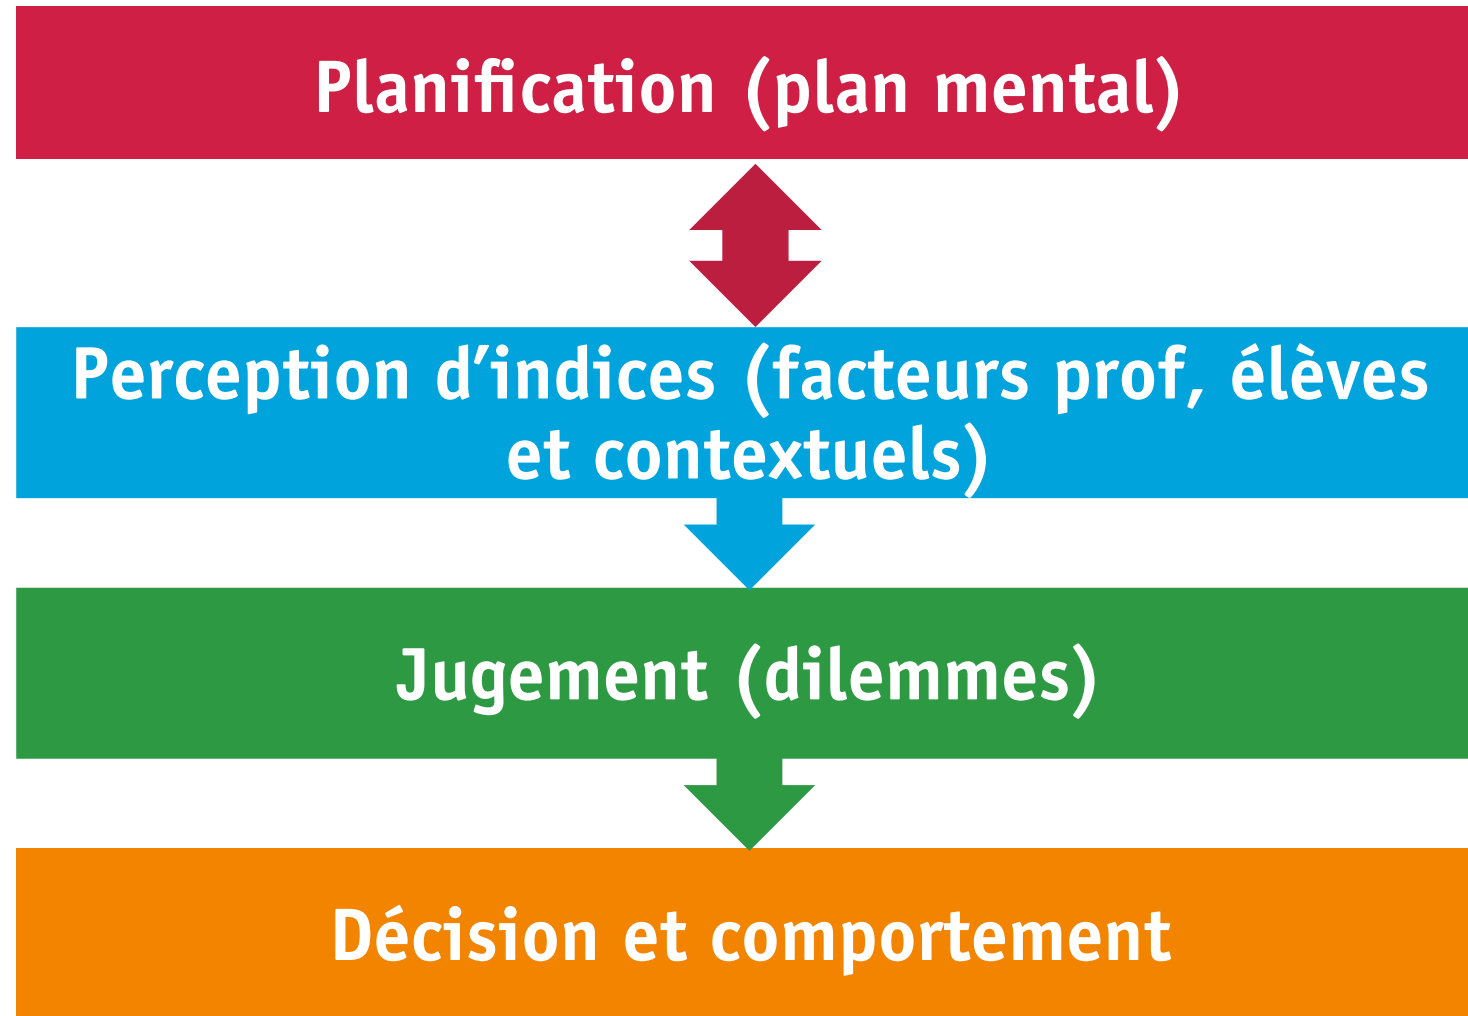 Planification (plan mental)
Perception d’indices (facteurs prof, élèves
et contextuels)
Jugement (dilemmes)
Décision et comportement